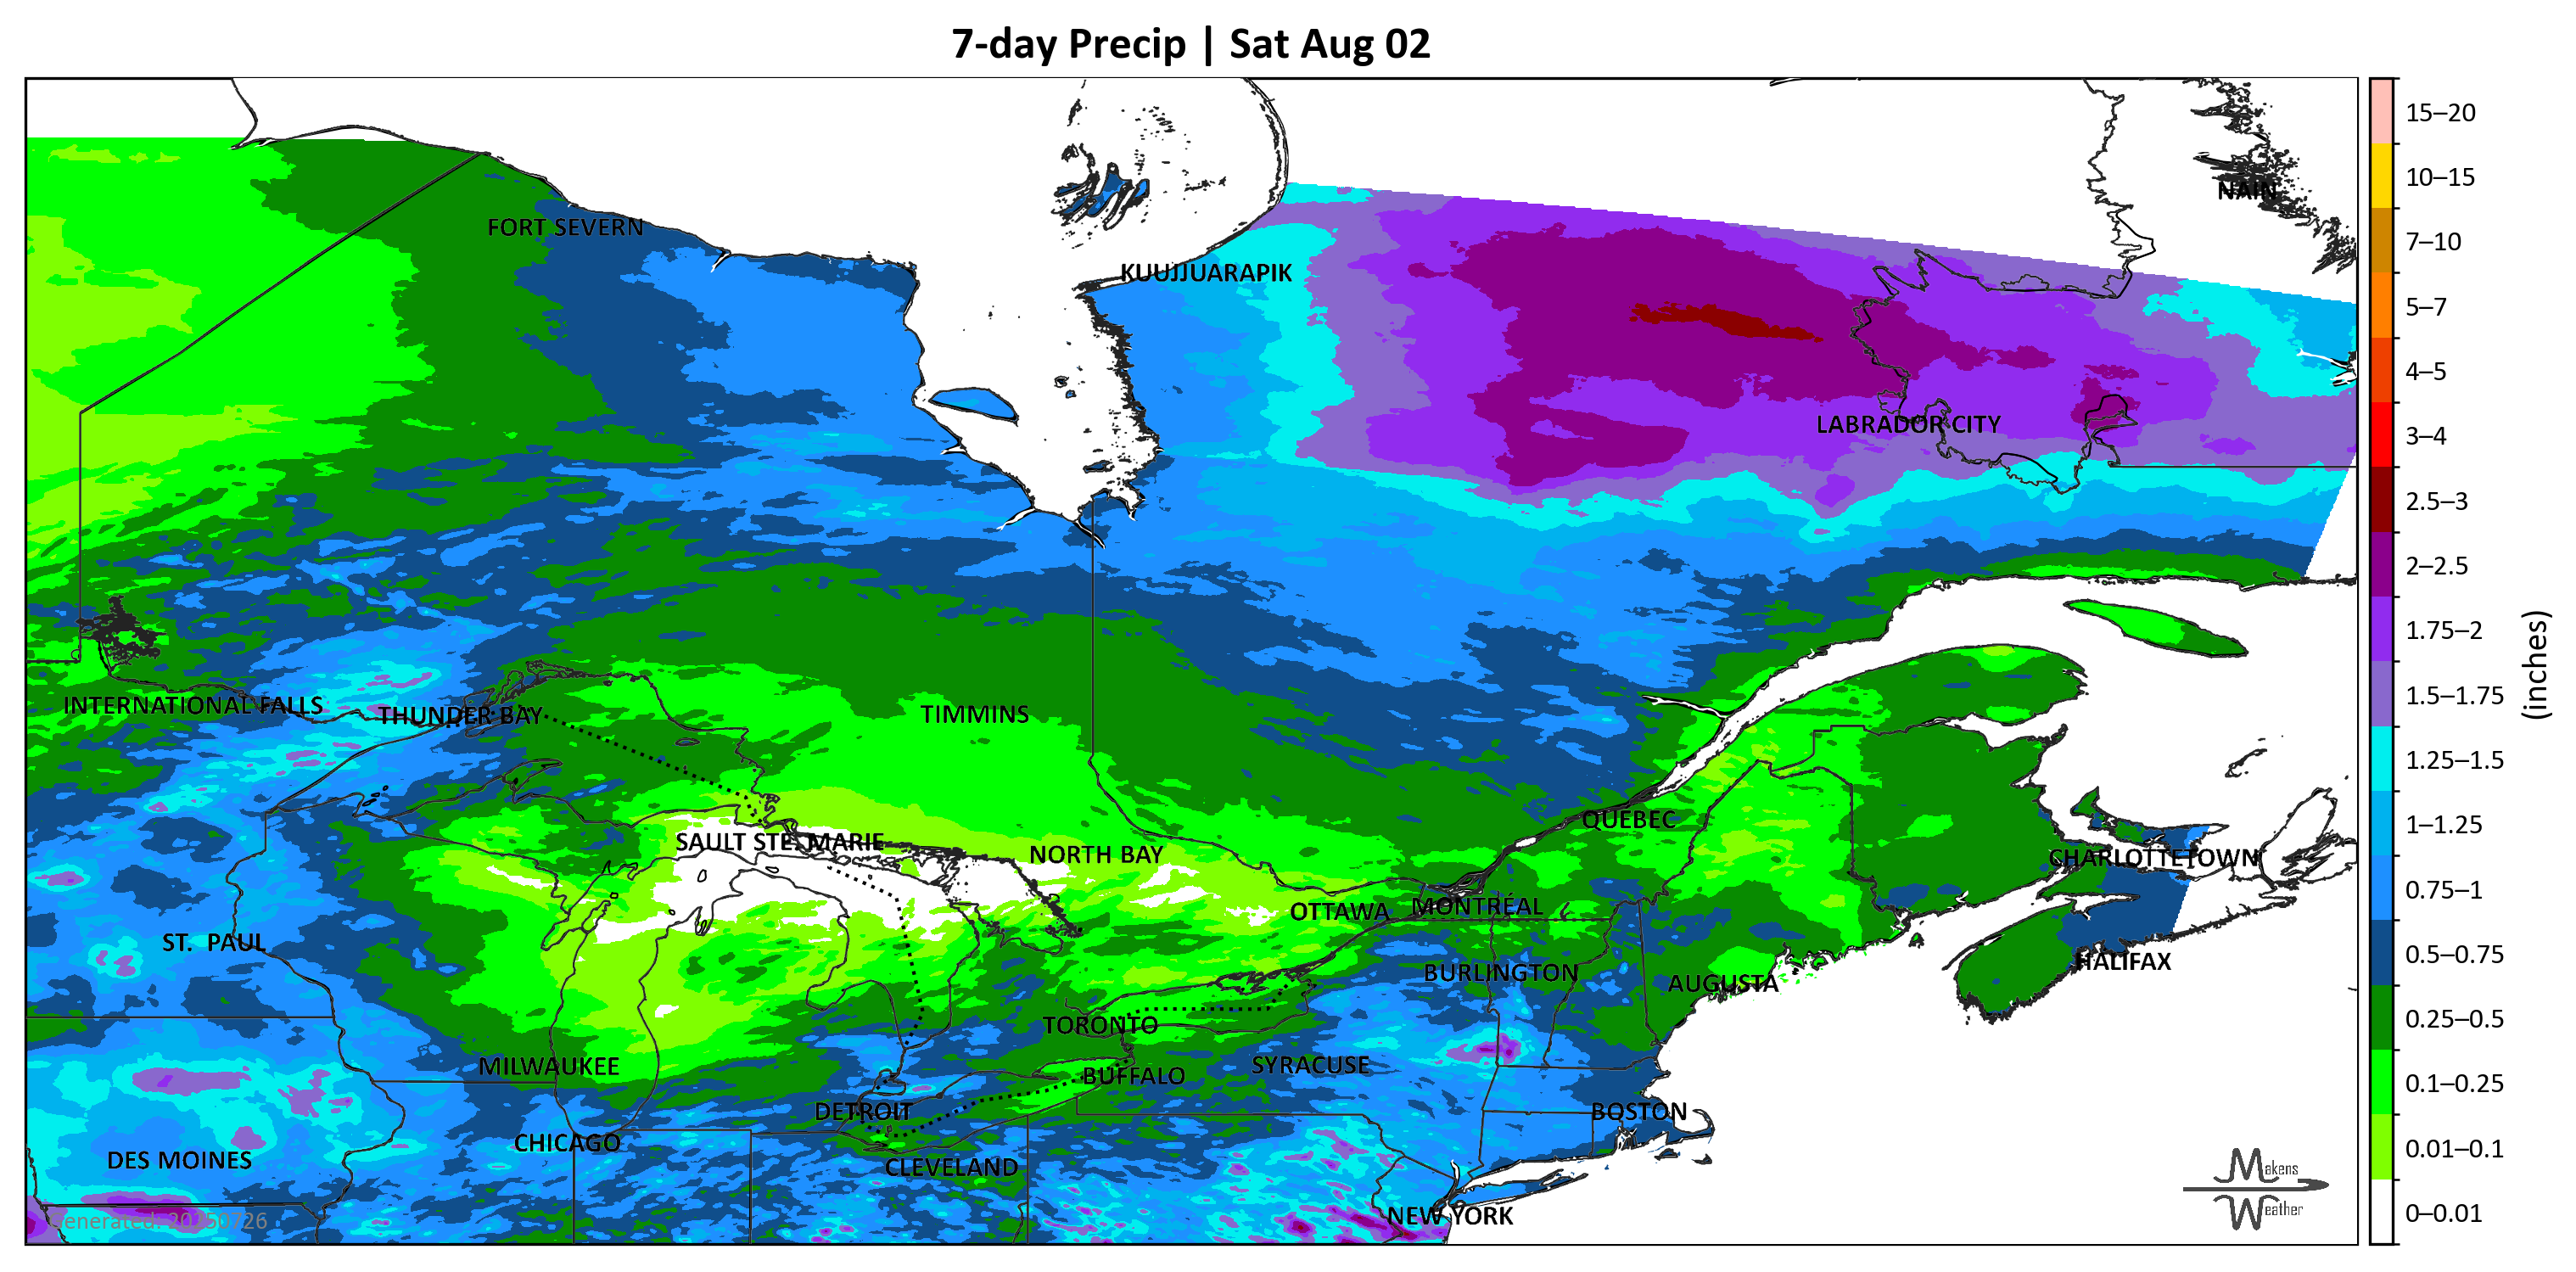 7-day Precip | Sat Aug 02
NAIN
FORT SEVERN
KUUJJUARAPIK
LABRADOR CITY
INTERNATIONAL FALLS
THUNDER BAY
TIMMINS
QUEBEC
SAULT STE. MARIE
NORTH BAY
CHARLOTTETOWN
OTTAWA
MONTRÉAL
ST. PAUL
HALIFAX
BURLINGTON
AUGUSTA
TORONTO
MILWAUKEE
SYRACUSE
BUFFALO
DETROIT
BOSTON
CHICAGO
DES MOINES
CLEVELAND
NEW YORK
Generated: 20250726
Makens
Weather
15–20
10–15
7–10
5–7
4–5
3–4
2.5–3
2–2.5
1.75–2
1.5–1.75
1.25–1.5
1–1.25
0.75–1
0.5–0.75
0.25–0.5
0.1–0.25
0.01–0.1
0–0.01
(inches)